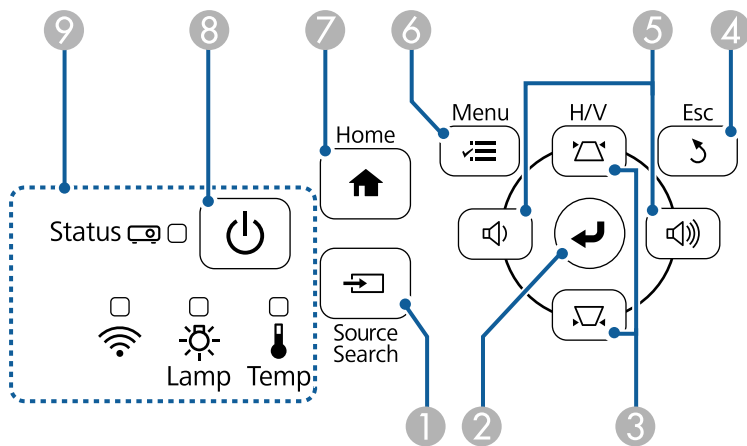 9 8 7 6 5 4
Menu H/V Esc
Home
Status
Source
Search
Lamp Temp
1 2 3